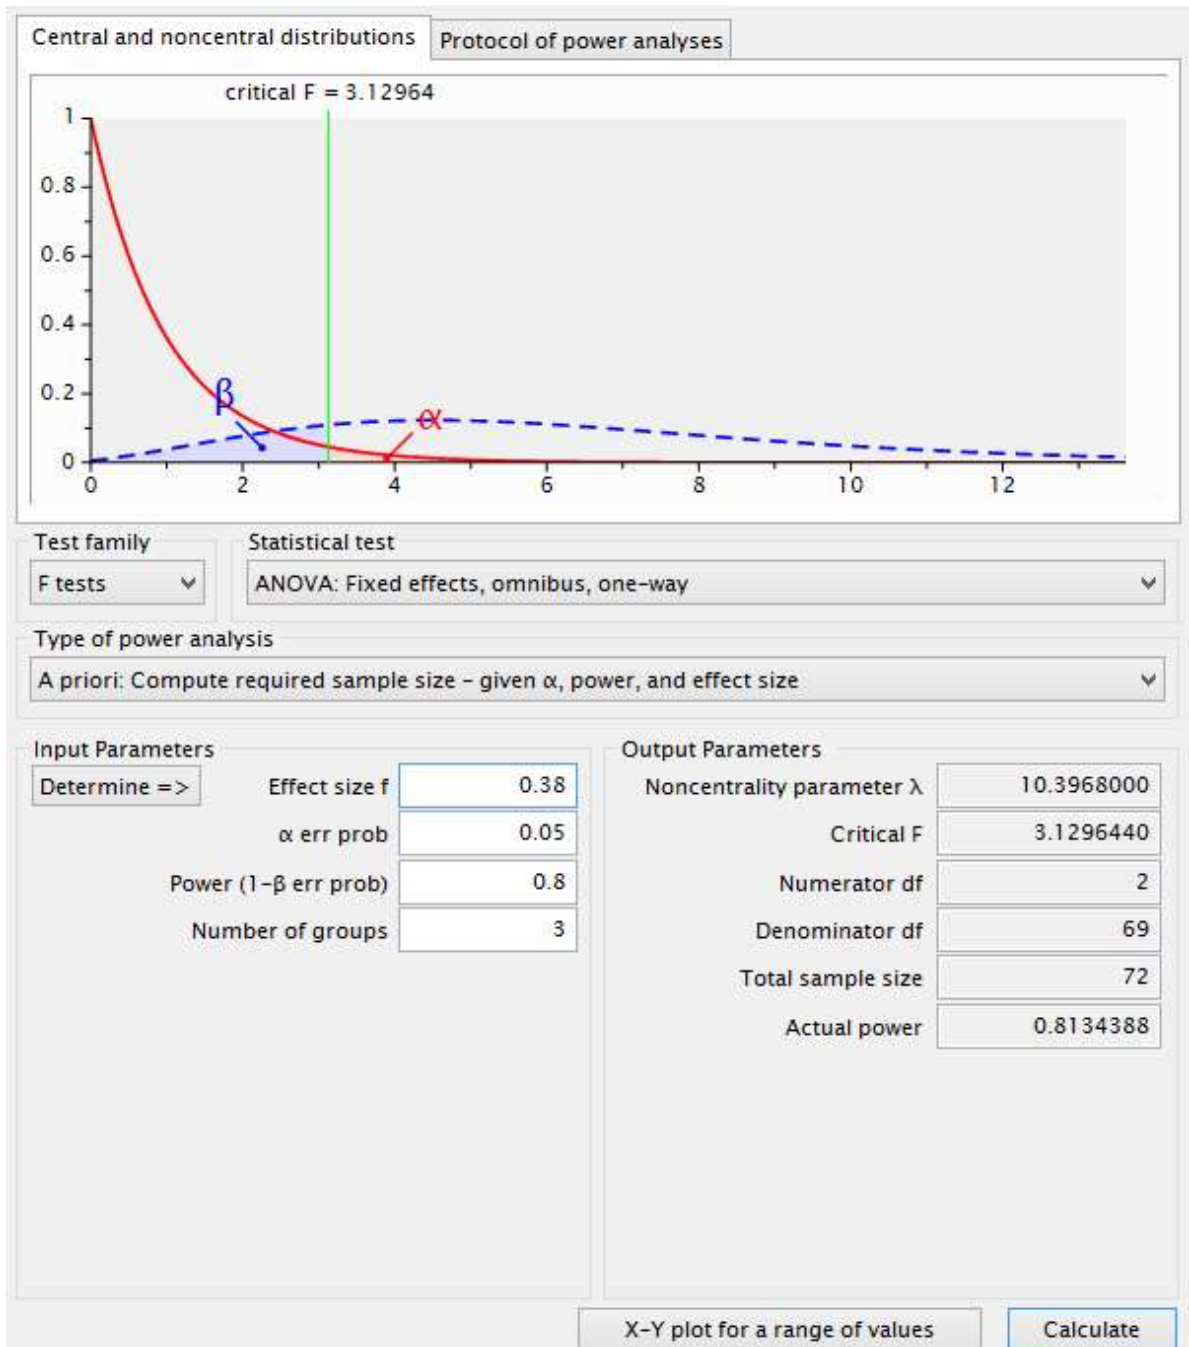 Central and noncentral distributions Protocol of power analyses
critical F = 3.12964
1
0.8
0.6
0.4
0.2
0
β
α
0 2 4 6 8 10 12
Test family Statistical test
F tests ANOVA: Fixed effects, omnibus, one-way
Type of power analysis
A priori: Compute required sample size - given α, power, and effect size
Input Parameters
Determine => Effect size f 0.38
α err prob 0.05
Power (1-β err prob) 0.8
Number of groups 3
Output Parameters
Noncentrality parameter λ 10.3968000
Critical F 3.1296440
Numerator df 2
Denominator df 69
Total sample size 72
Actual power 0.8134388
X-Y plot for a range of values Calculate